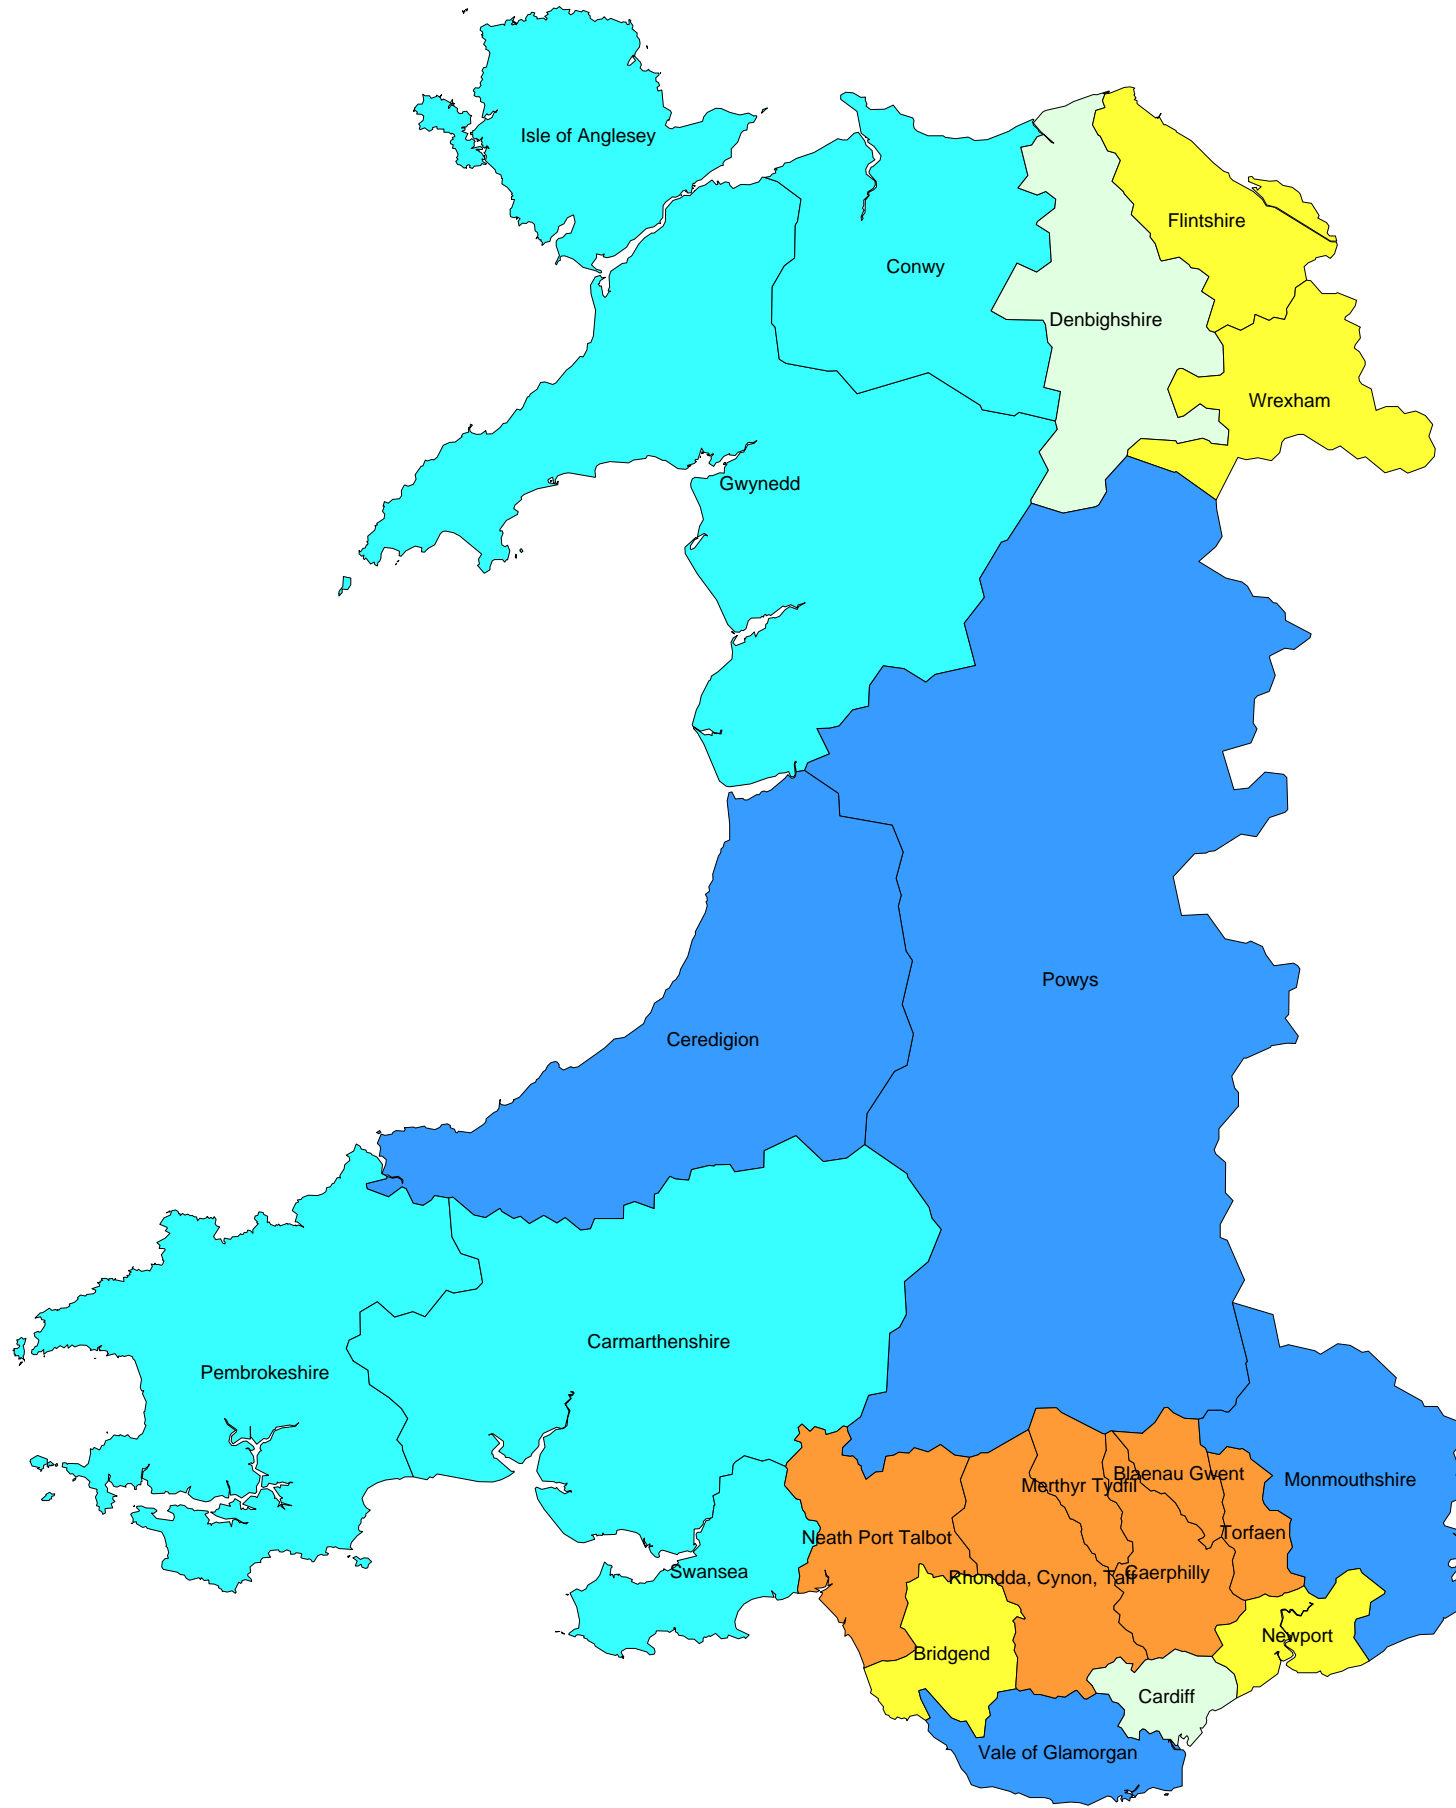 Isle of Anglesey
Flintshire
Conwy
Denbighshire
Wrexham
Gwynedd
Powys
Ceredigion
Carmarthenshire
Pembrokeshire
Blaenau Gwent
Monmouthshire
Merthyr Tydfil
Torfaen
Neath Port Talbot
Swansea
Caerphilly
Rhondda, Cynon, Taff
Newport
Bridgend
Cardiff
Vale of Glamorgan